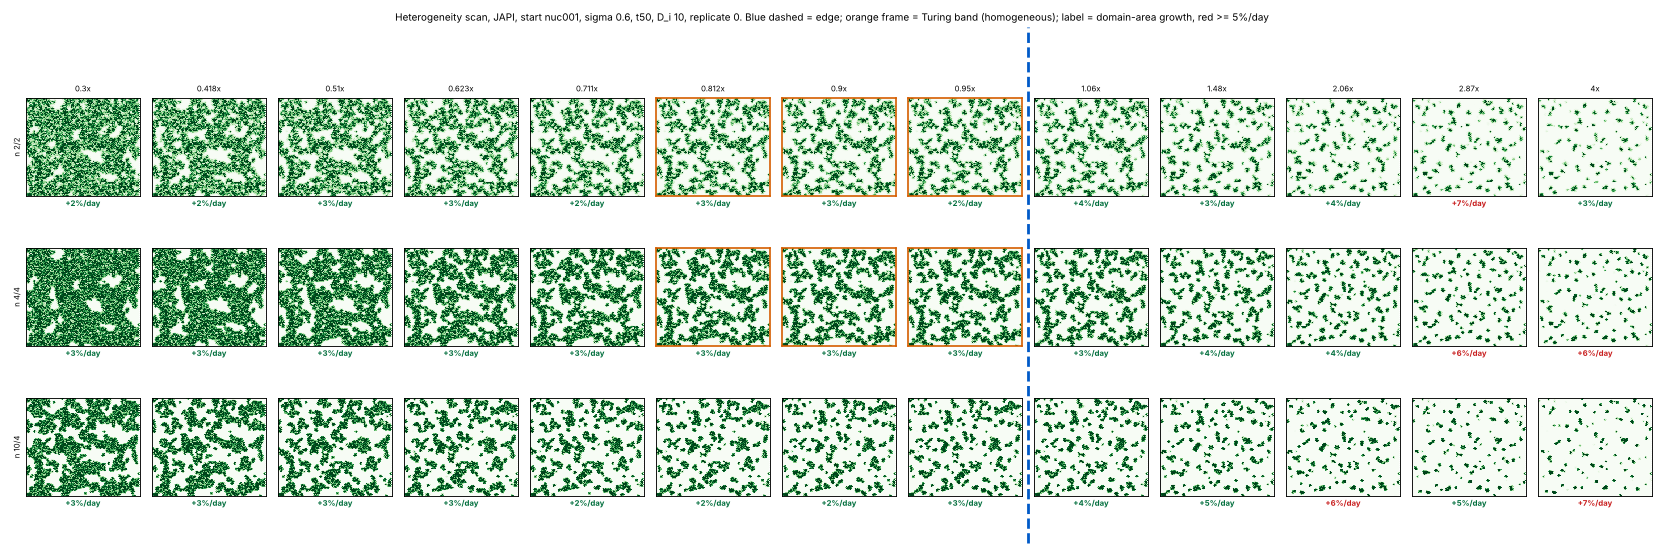 Heterogeneity scan, JAPI, start nuc001, sigma 0.6, t50, D_i 10, replicate 0. Blue dashed = edge; orange frame = Turing band (homogeneous); label = domain-area growth, red >= 5%/day
0.3x 0.418x 0.51x 0.623x 0.711x 0.812x 0.9x 0.95x 1.06x 1.48x 2.06x 2.87x 4x
n 2/2
+2%/day +2%/day +3%/day +3%/day +2%/day +3%/day +3%/day +2%/day +4%/day +3%/day +4%/day +7%/day +3%/day
n 4/4
+3%/day +3%/day +3%/day +3%/day +3%/day +3%/day +3%/day +3%/day +3%/day +4%/day +4%/day +6%/day +6%/day
n 10/4
+3%/day +3%/day +3%/day +3%/day +2%/day +2%/day +2%/day +3%/day +4%/day +5%/day +6%/day +5%/day +7%/day